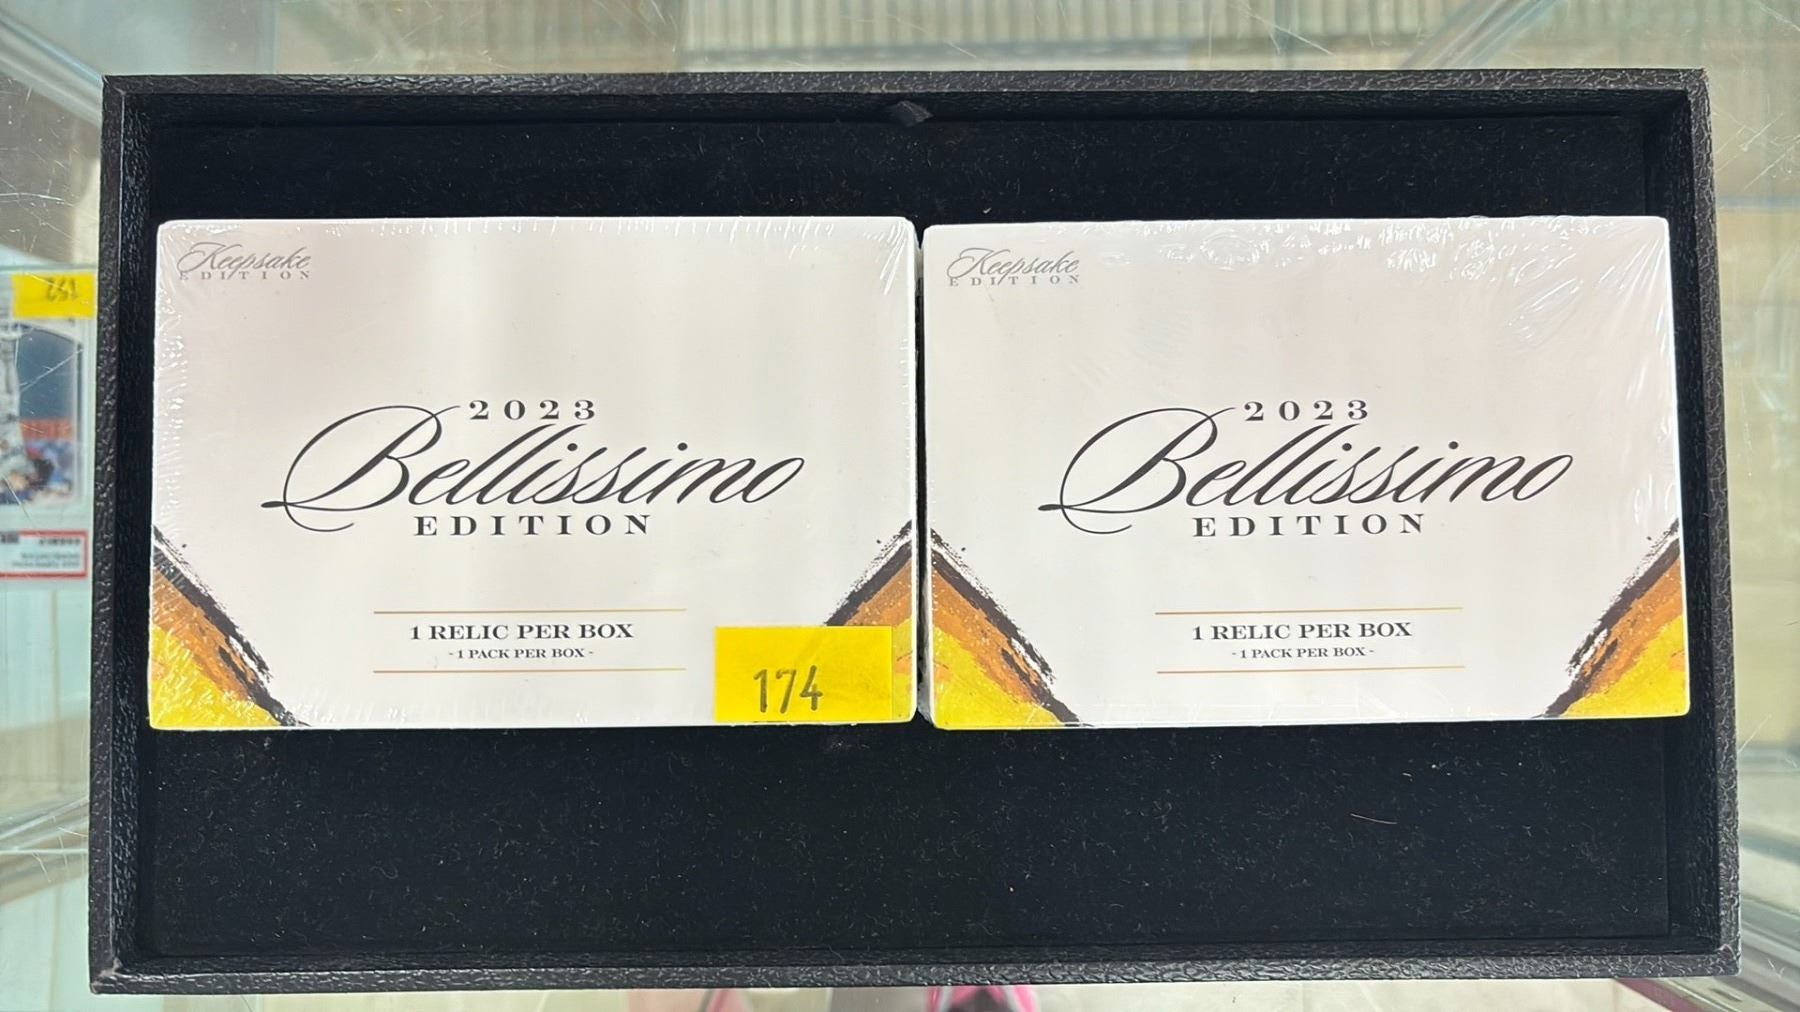 Keepsake
EDITION
2023
Bellissimo
EDITION
1 RELIC PER BOX
- 1 PACK PER BOX -
174
Keepsake
EDITION
2023
Bellissimo
EDITION
1 RELIC PER BOX
- 1 PACK PER BOX -